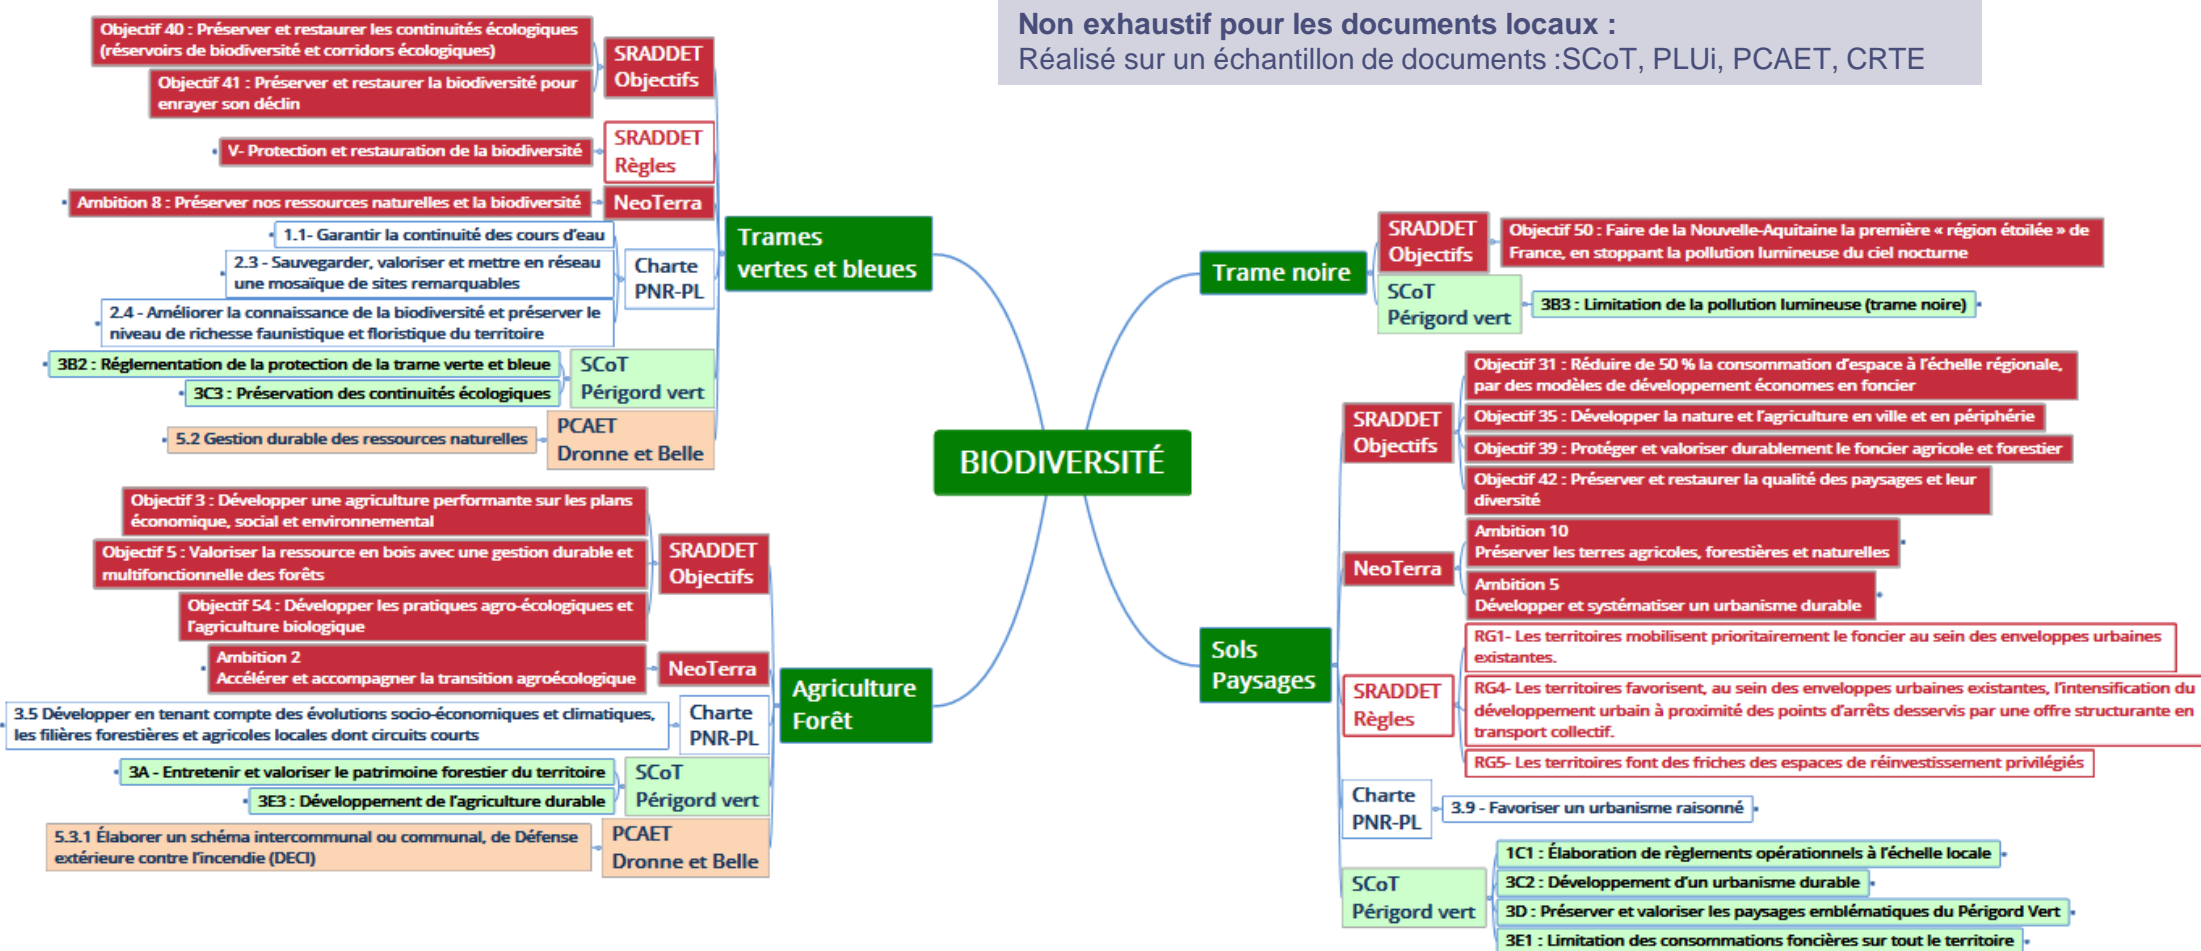 Non exhaustif pour les documents locaux :
Réalisé sur un échantillon de documents :SCoT, PLUi, PCAET, CRTE
BIODIVERSITÉ
Trames
vertes et bleues
SRADDET
Objectifs
Objectif 40 : Préserver et restaurer les continuités écologiques
(réservoirs de biodiversité et corridors écologiques)
Objectif 41 : Préserver et restaurer la biodiversité pour
enrayer son déclin
SRADDET
Règles
V- Protection et restauration de la biodiversité
NeoTerra
Ambition 8 : Préserver nos ressources naturelles et la biodiversité
Charte
PNR-PL
1.1- Garantir la continuité des cours d'eau
2.3 - Sauvegarder, valoriser et mettre en réseau
une mosaïque de sites remarquables
2.4 - Améliorer la connaissance de la biodiversité et préserver le
niveau de richesse faunistique et floristique du territoire
SCoT
Périgord vert
3B2 : Réglementation de la protection de la trame verte et bleue
3C3 : Préservation des continuités écologiques
PCAET
Dronne et Belle
5.2 Gestion durable des ressources naturelles
Agriculture
Forêt
SRADDET
Objectifs
Objectif 3 : Développer une agriculture performante sur les plans
économique, social et environnemental
Objectif 5 : Valoriser la ressource en bois avec une gestion durable et
multifonctionnelle des forêts
Objectif 54 : Développer les pratiques agro-écologiques et
l'agriculture biologique
NeoTerra
Ambition 2
Accélérer et accompagner la transition agroécologique
Charte
PNR-PL
3.5 Développer en tenant compte des évolutions socio-économiques et climatiques,
les filières forestières et agricoles locales dont circuits courts
SCoT
Périgord vert
3A - Entretenir et valoriser le patrimoine forestier du territoire
3E3 : Développement de l'agriculture durable
PCAET
Dronne et Belle
5.3.1 Élaborer un schéma intercommunal ou communal, de Défense
extérieure contre l'incendie (DECI)
Trame noire
SRADDET
Objectifs
Objectif 50 : Faire de la Nouvelle-Aquitaine la première « région étoilée » de
France, en stoppant la pollution lumineuse du ciel nocturne
SCoT
Périgord vert
3B3 : Limitation de la pollution lumineuse (trame noire)
Sols
Paysages
SRADDET
Objectifs
Objectif 31 : Réduire de 50 % la consommation d'espace à l'échelle régionale,
par des modèles de développement économes en foncier
Objectif 35 : Développer la nature et l'agriculture en ville et en périphérie
Objectif 39 : Protéger et valoriser durablement le foncier agricole et forestier
Objectif 42 : Préserver et restaurer la qualité des paysages et leur
diversité
NeoTerra
Ambition 10
Préserver les terres agricoles, forestières et naturelles
Ambition 5
Développer et systématiser un urbanisme durable
SRADDET
Règles
RG1- Les territoires mobilisent prioritairement le foncier au sein des enveloppes urbaines
existantes.
RG4- Les territoires favorisent, au sein des enveloppes urbaines existantes, l'intensification du
développement urbain à proximité des points d'arrêts desservis par une offre structurante en
transport collectif.
RG5- Les territoires font des friches des espaces de réinvestissement privilégiés
Charte
PNR-PL
3.9 - Favoriser un urbanisme raisonné
SCoT
Périgord vert
1C1 : Élaboration de règlements opérationnels à l'échelle locale
3C2 : Développement d'un urbanisme durable
3D : Préserver et valoriser les paysages emblématiques du Périgord Vert
3E1 : Limitation des consommations foncières sur tout le territoire